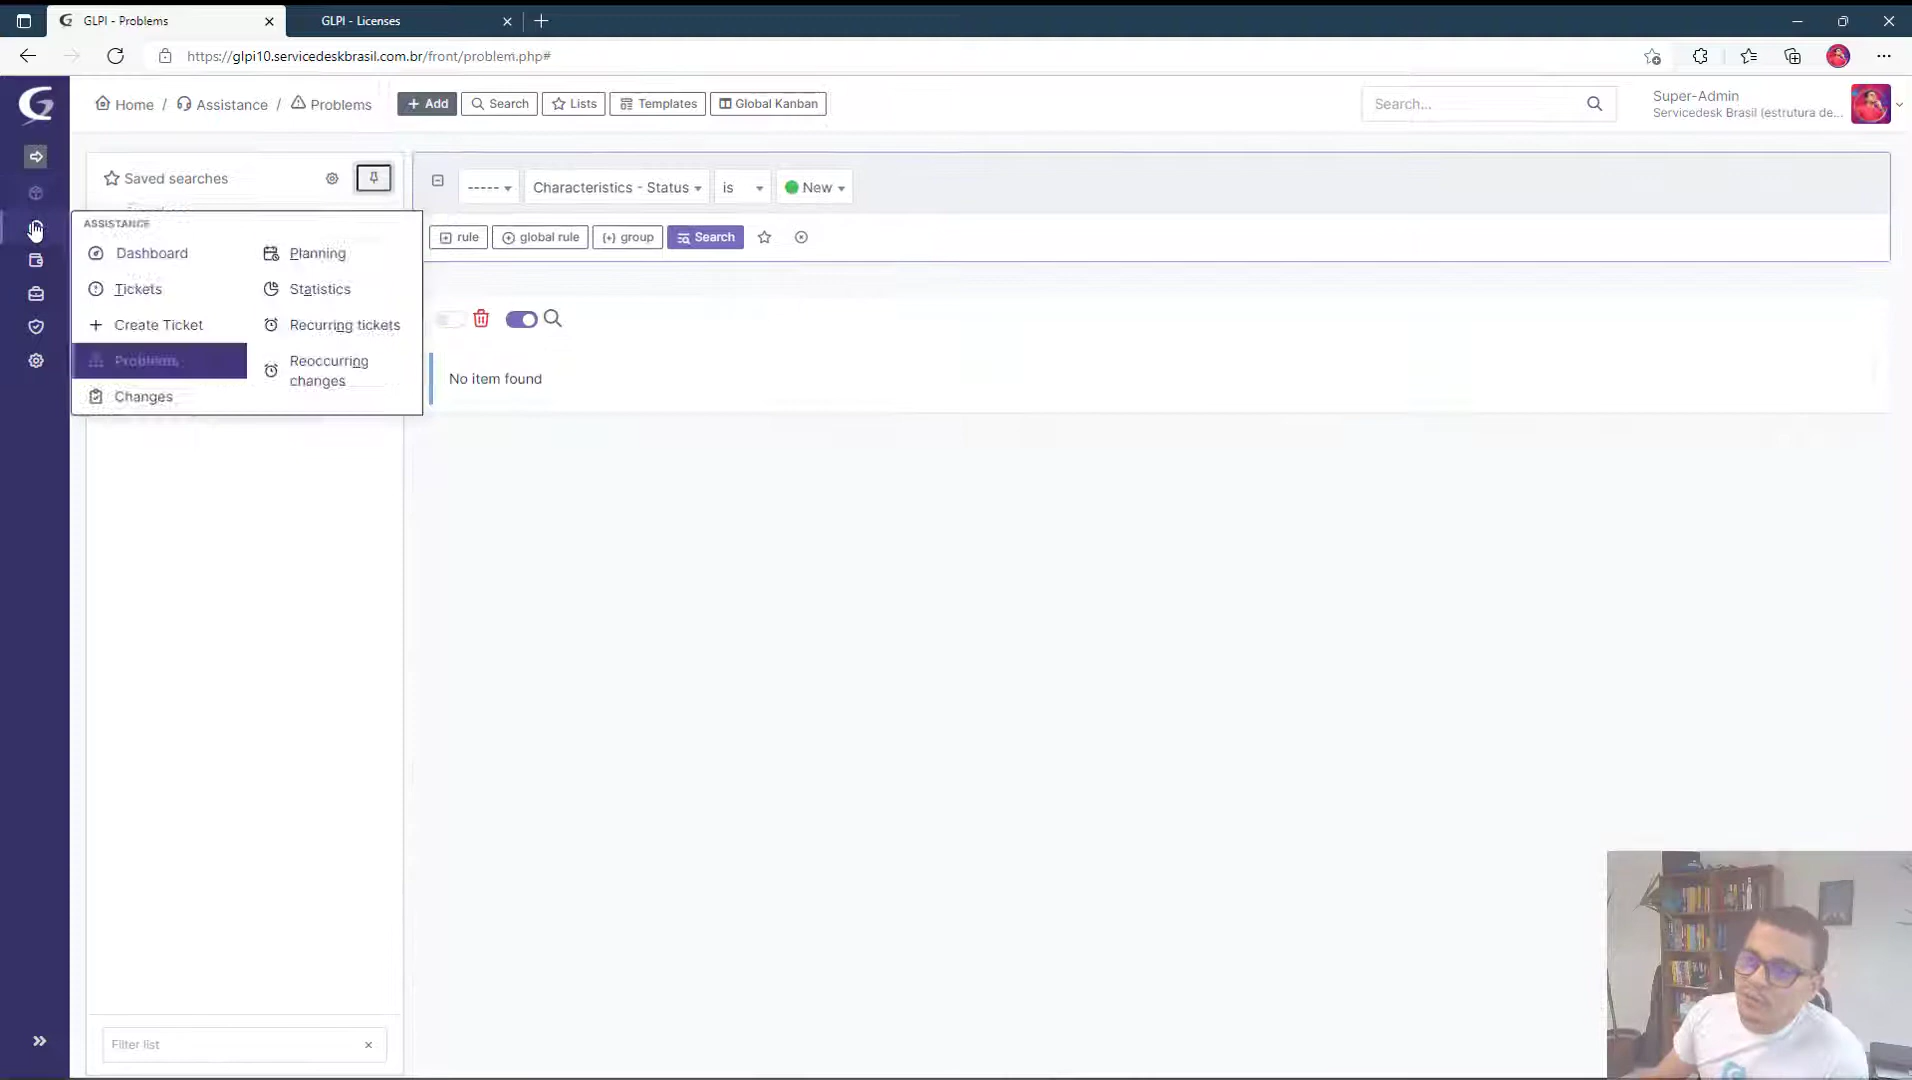 GLPI - Problems
GLPI - Licenses
https://glpi10.servicedeskbrasil.com.br/front/problem.php#
Home / Assistance / Problems
Add
Search
Lists
Templates
Global Kanban
Search...
Super-Admin
Servicedesk Brasil (estrutura de...
Saved searches
----- Characteristics - Status is New
rule
global rule
group
Search
ASSISTANCE
Dashboard
Tickets
Create Ticket
Problems
Changes
Planning
Statistics
Recurring tickets
Reoccurring
changes
No item found
Filter list